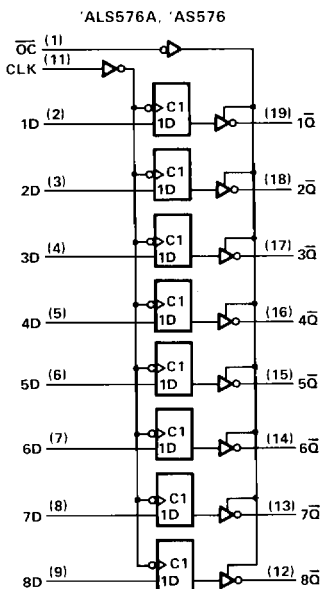 'ALS576A, 'AS576
O̅C̅ (1)
CLK (11)
C1
1D (2) 1D (19) 1Q̅
C1
2D (3) 1D (18) 2Q̅
C1
3D (4) 1D (17) 3Q̅
C1
4D (5) 1D (16) 4Q̅
C1
5D (6) 1D (15) 5Q̅
C1
6D (7) 1D (14) 6Q̅
C1
7D (8) 1D (13) 7Q̅
C1
8D (9) 1D (12) 8Q̅